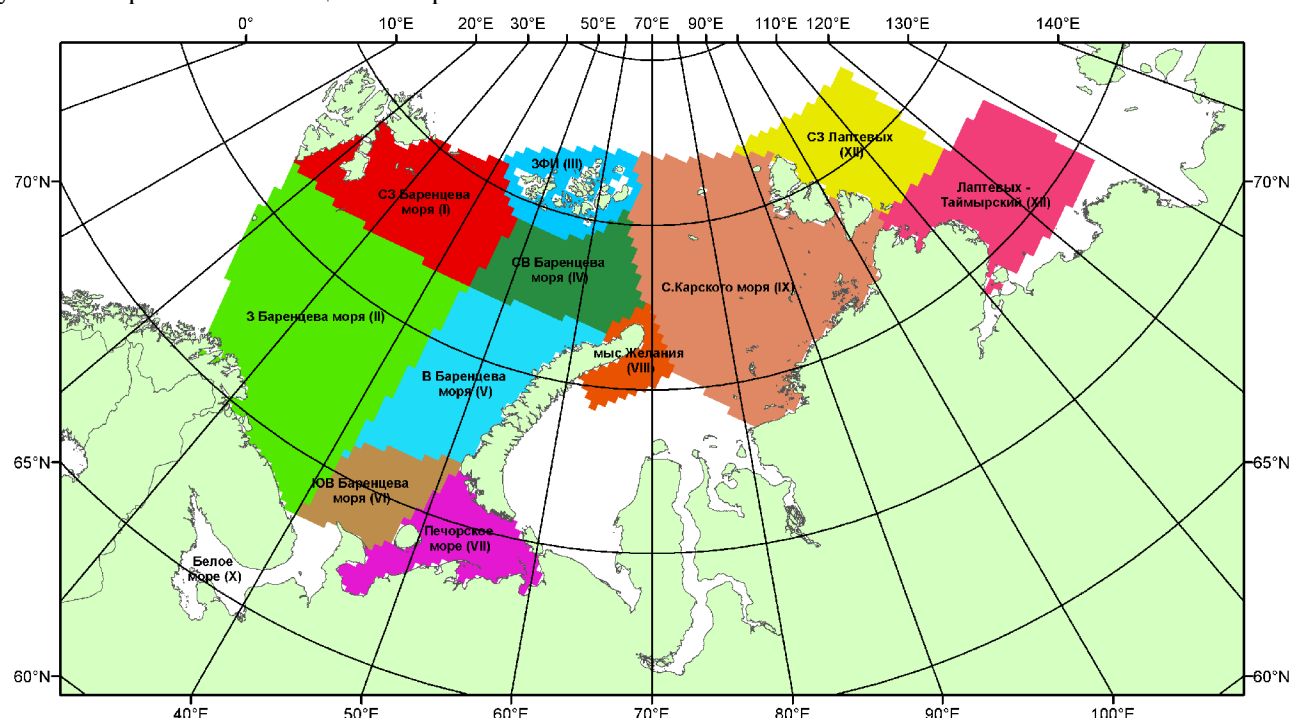 0° 10°E 20°E 30°E 50°E 70°E 90°E 110°E 120°E 130°E 140°E
СЗ Лаптевых
(XII)
ЗФИ (III)
70°N
70°N
СЗ Баренцева
моря (I)
Лаптевых -
Таймырский (XII)
СВ Баренцева
моря (IV)
С.Карского моря (IX)
З Баренцева моря (II)
мыс Желания
(VIII)
В Баренцева
моря (V)
65°N
65°N
ЮВ Баренцева
моря (VI)
Печорское
море (VII)
Белое
море (X)
60°N
60°N
40°E 50°E 60°E 70°E 80°E 90°E 100°E